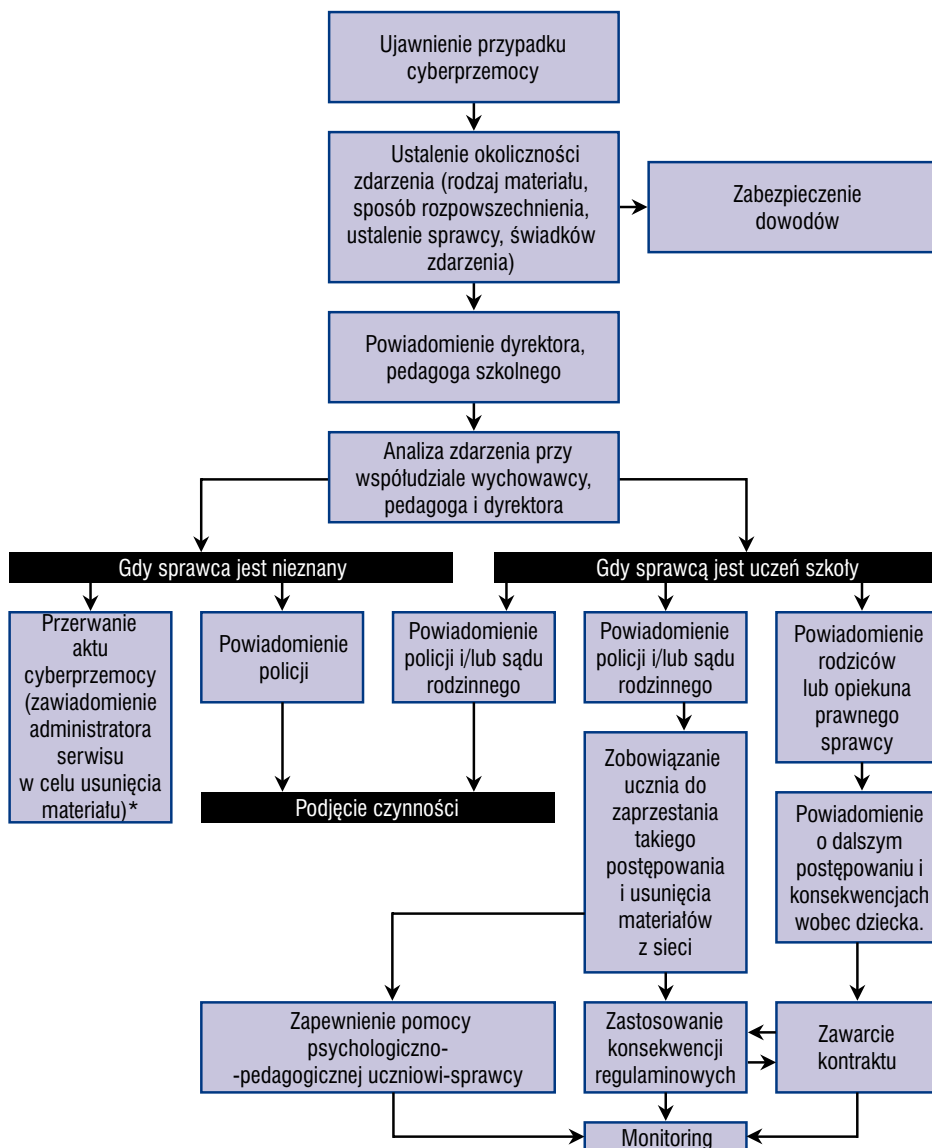 Ujawnienie przypadku
cyberprzemocy
Ustalenie okoliczności
zdarzenia (rodzaj materiału,
sposób rozpowszechnienia,
ustalenie sprawcy, świadków
zdarzenia)
Zabezpieczenie
dowodów
Powiadomienie dyrektora,
pedagoga szkolnego
Analiza zdarzenia przy
współudziale wychowawcy,
pedagoga i dyrektora
Gdy sprawca jest nieznany
Gdy sprawcą jest uczeń szkoły
Przerwanie
aktu
cyberprzemocy
(zawiadomienie
administratora
serwisu
w celu usunięcia
materiału)*
Powiadomienie
policji
Powiadomienie
policji i/lub sądu
rodzinnego
Powiadomienie
policji i/lub sądu
rodzinnego
Powiadomienie
rodziców
lub opiekuna
prawnego
sprawcy
Podjęcie czynności
Zobowiązanie
ucznia do
zaprzestania
takiego
postępowania
i usunięcia
materiałów
z sieci
Powiadomienie
o dalszym
postępowaniu i
konsekwencjach
wobec dziecka.
Zapewnienie pomocy
psychologiczno-
-pedagogicznej uczniowi-sprawcy
Zastosowanie
konsekwencji
regulaminowych
Zawarcie
kontraktu
Monitoring